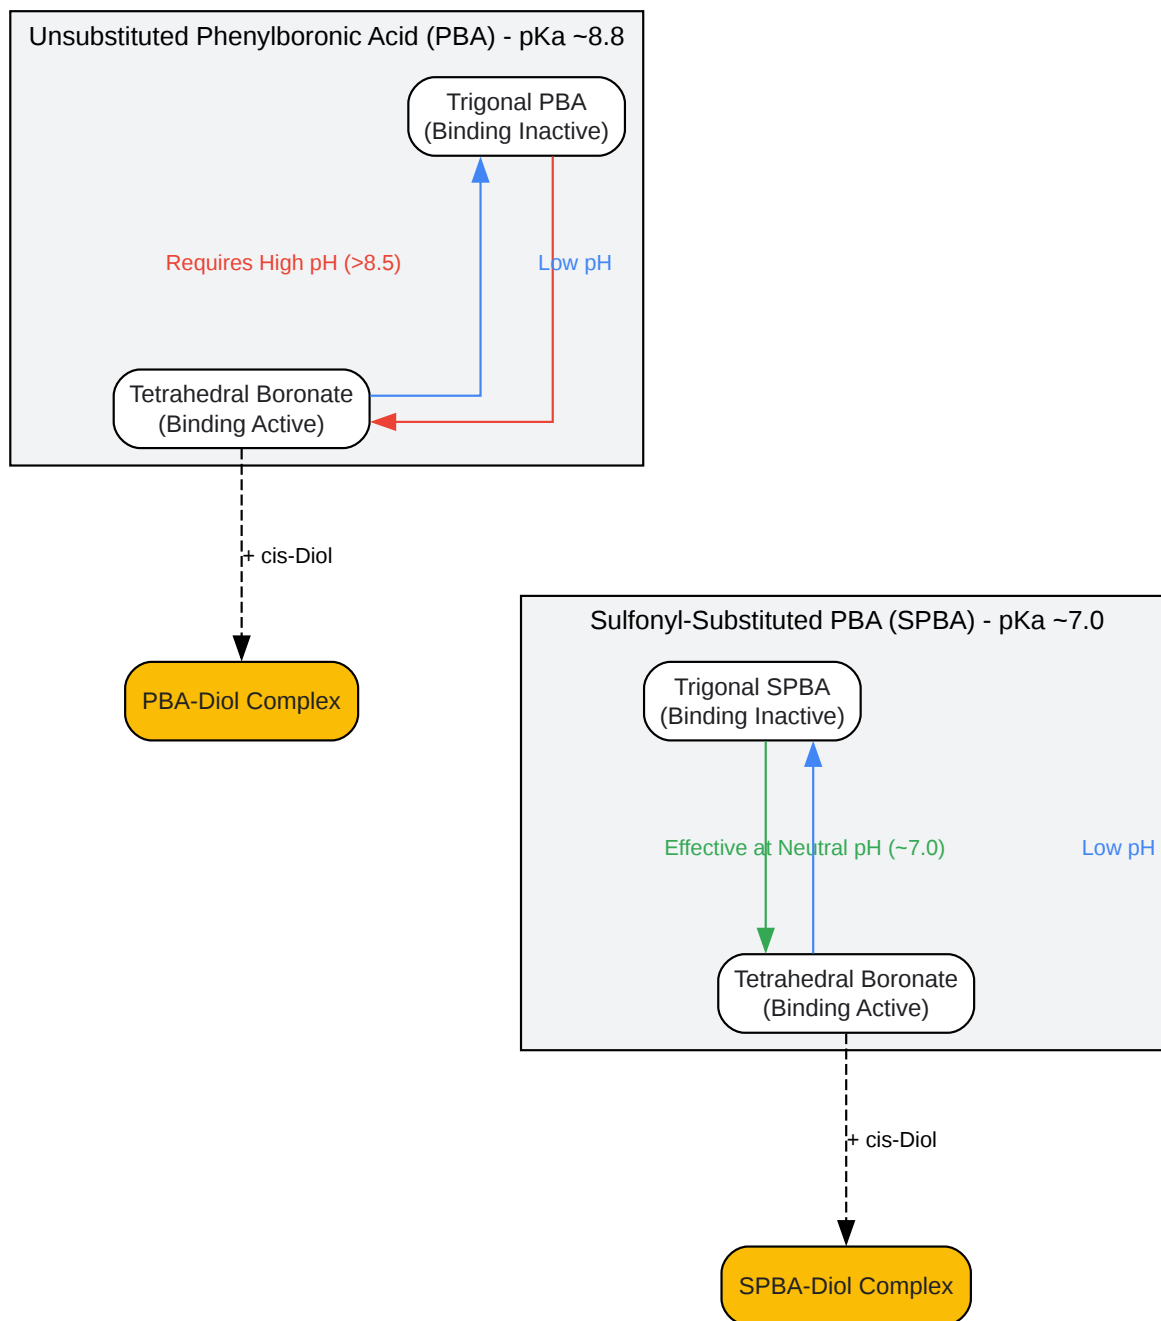 Unsubstituted Phenylboronic Acid (PBA) - pKa ~8.8
Trigonal PBA
(Binding Inactive)
Requires High pH (>8.5)
Low pH
Tetrahedral Boronate
(Binding Active)
+ cis-Diol
PBA-Diol Complex
Sulfonyl-Substituted PBA (SPBA) - pKa ~7.0
Trigonal SPBA
(Binding Inactive)
Effective at Neutral pH (~7.0)
Low pH
Tetrahedral Boronate
(Binding Active)
+ cis-Diol
SPBA-Diol Complex